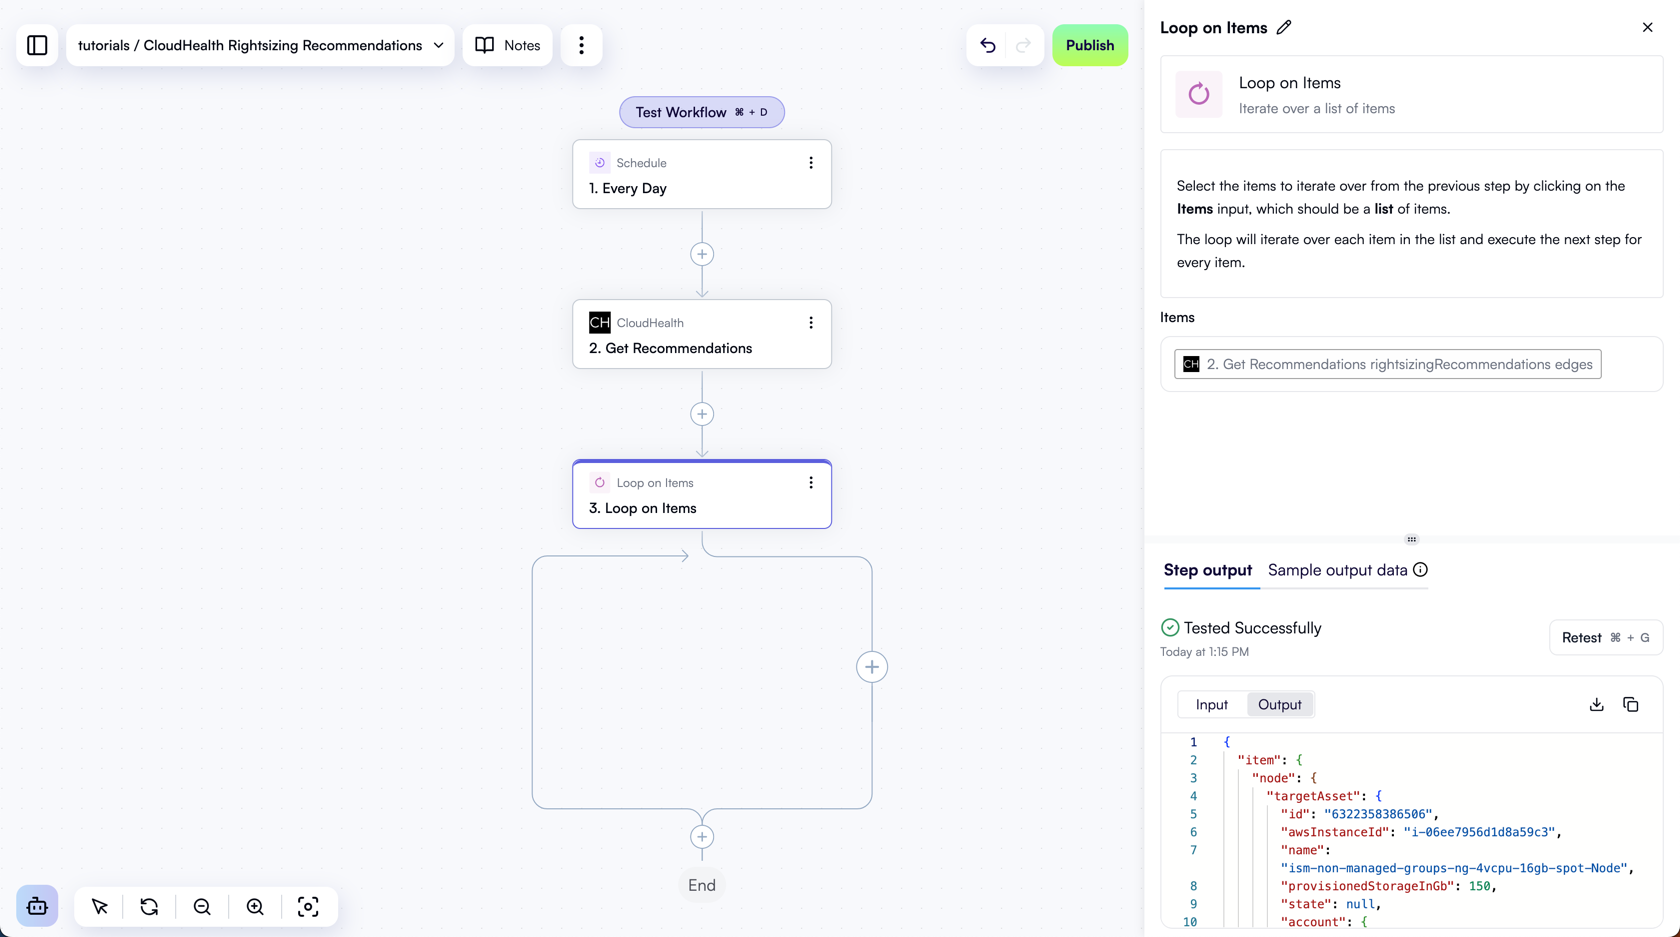 tutorials / CloudHealth Rightsizing Recommendations
Notes
Publish
Test Workflow ⌘ + D
Schedule
1. Every Day
CH CloudHealth
2. Get Recommendations
Loop on Items
3. Loop on Items
End
Loop on Items
Loop on Items
Iterate over a list of items
Select the items to iterate over from the previous step by clicking on the
Items input, which should be a list of items.
The loop will iterate over each item in the list and execute the next step for
every item.
Items
CH 2. Get Recommendations rightsizingRecommendations edges
Step output Sample output data
Tested Successfully
Today at 1:15 PM
Retest ⌘ + G
Input Output
1 {
2 "item": {
3 "node": {
4 "targetAsset": {
5 "id": "6322358386506",
6 "awsInstanceId": "i-06ee7956d1d8a59c3",
7 "name":
"ism-non-managed-groups-ng-4vcpu-16gb-spot-Node",
8 "provisionedStorageInGb": 150,
9 "state": null,
10 "account": {